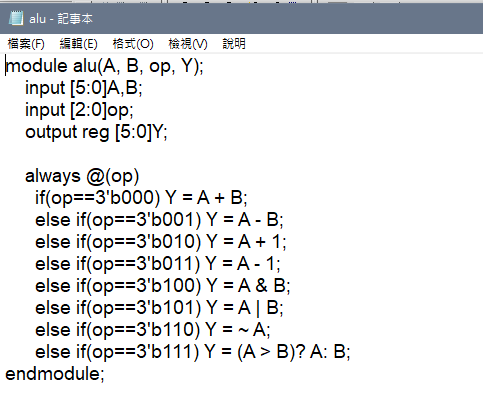 alu - 記事本
檔案(F) 編輯(E) 格式(O) 檢視(V) 說明
module alu(A, B, op, Y);
input [5:0]A,B;
input [2:0]op;
output reg [5:0]Y;
always @(op)
if(op==3'b000) Y = A + B;
else if(op==3'b001) Y = A - B;
else if(op==3'b010) Y = A + 1;
else if(op==3'b011) Y = A - 1;
else if(op==3'b100) Y = A & B;
else if(op==3'b101) Y = A | B;
else if(op==3'b110) Y = ~ A;
else if(op==3'b111) Y = (A > B)? A: B;
endmodule;